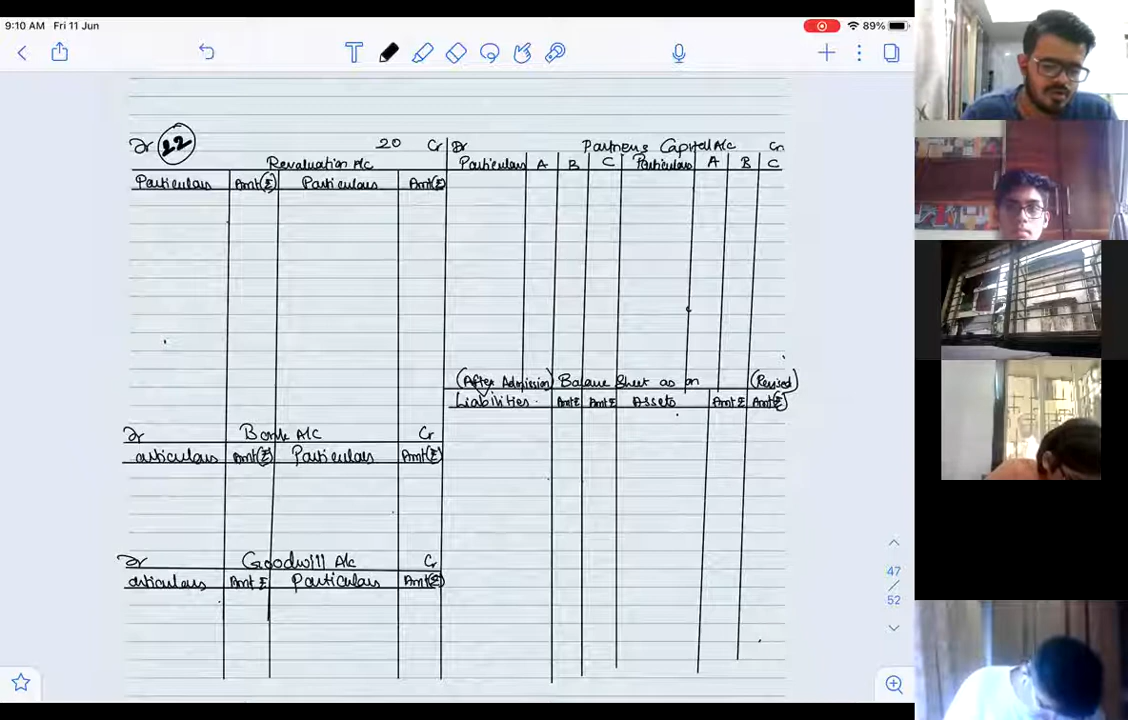 9:10 AM Fri 11 Jun
89%
T
Dr 22 20 Cr
Revaluation A/c
Particulars Amt(₹) Particulars Amt(₹)
Dr Partners Capital A/c Cr
Particulars A B C Particulars A B C
(After Admission) Balance Sheet as on (Revised)
Liabilities. Amt ₹ Amt ₹ Assets Amt ₹ Amt(₹)
Dr Bank A/c Cr
articulars Amt(₹) Particulars Amt(₹)
Dr Goodwill A/c Cr
articulars Amt ₹ Particulars Amt(₹)
47
/
52